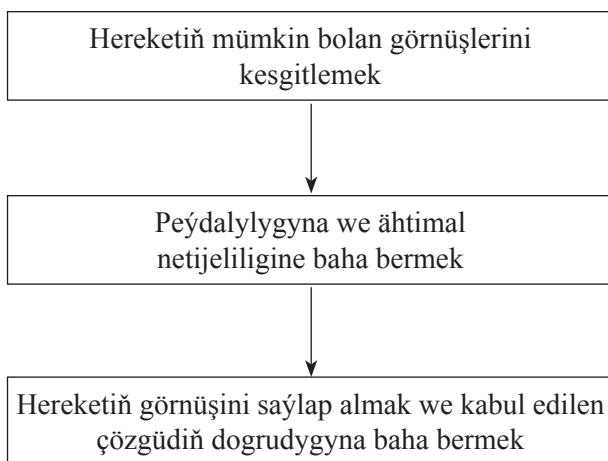 Hereketiň mümkin bolan görnüşlerini
kesgitlemek
Peýdalylygyna we ähtimal
netijeliligine baha bermek
Hereketiň görnüşini saýlap almak we kabul edilen
çözgüdiň dogrudygyna baha bermek